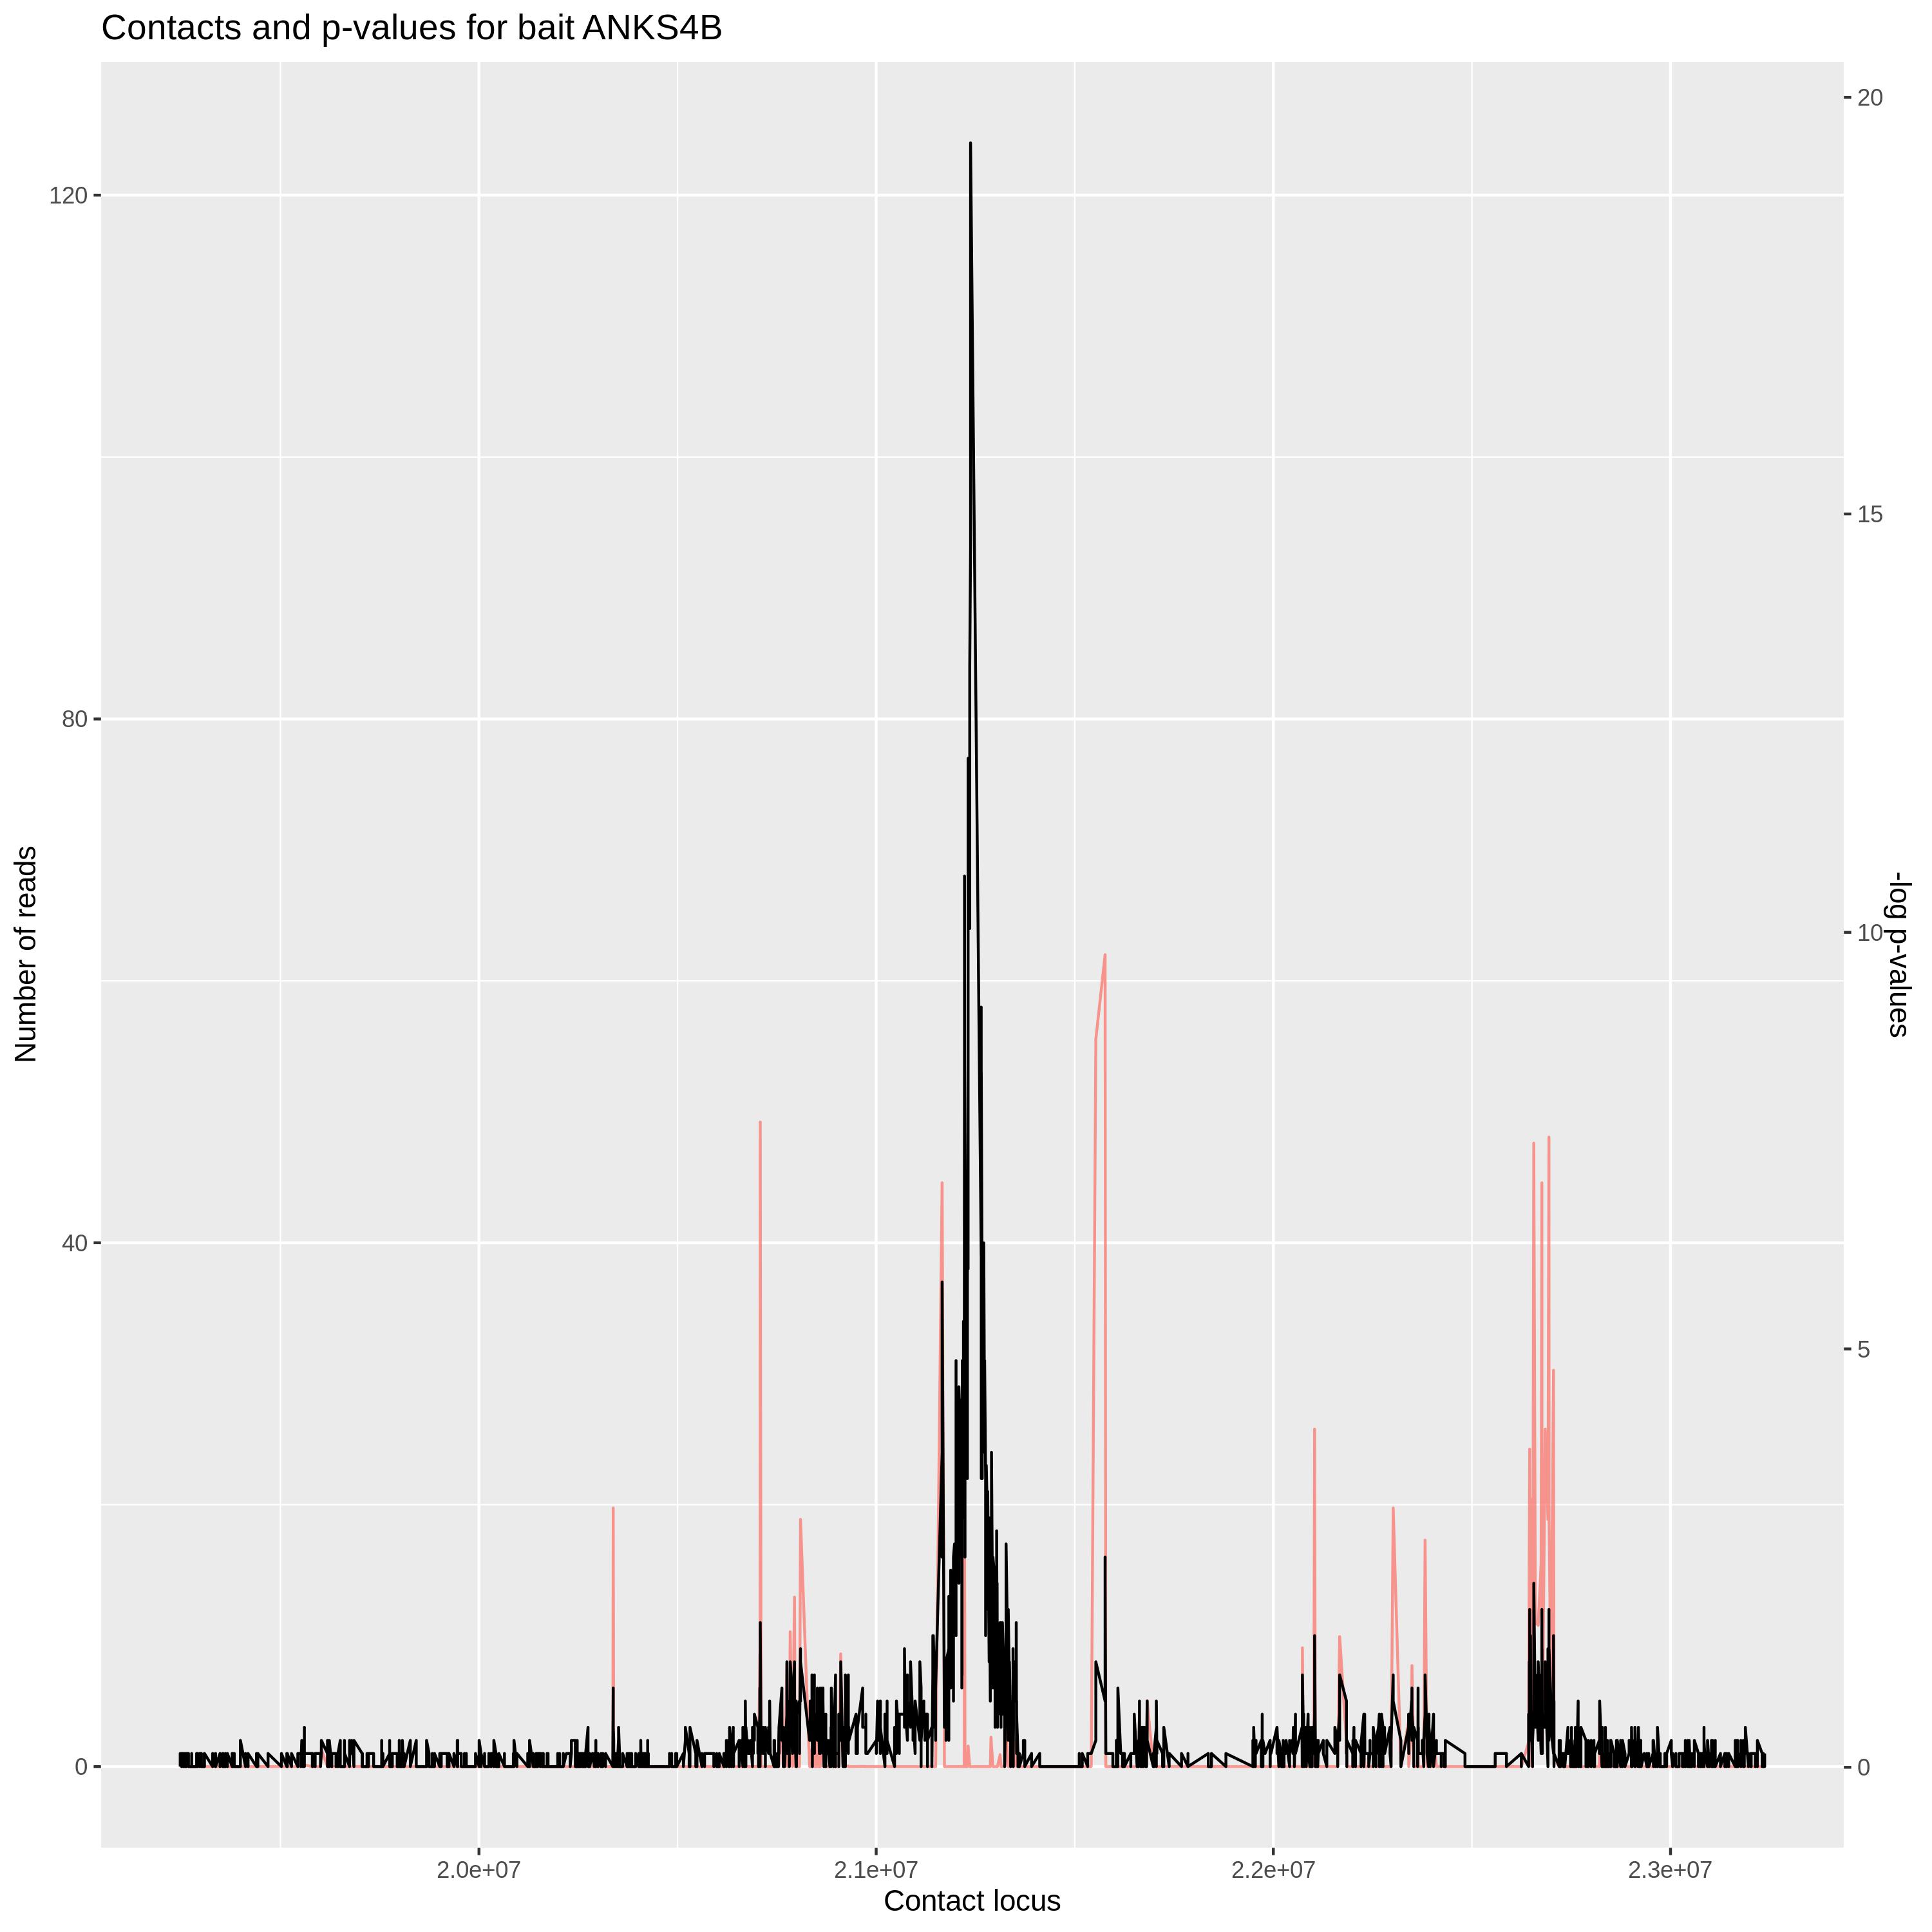 Contacts and p-values for bait ANKS4B
120
80
40
0
Number of reads
20
15
10
5
0
-log p-values
2.0e+07
2.1e+07
2.2e+07
2.3e+07
Contact locus